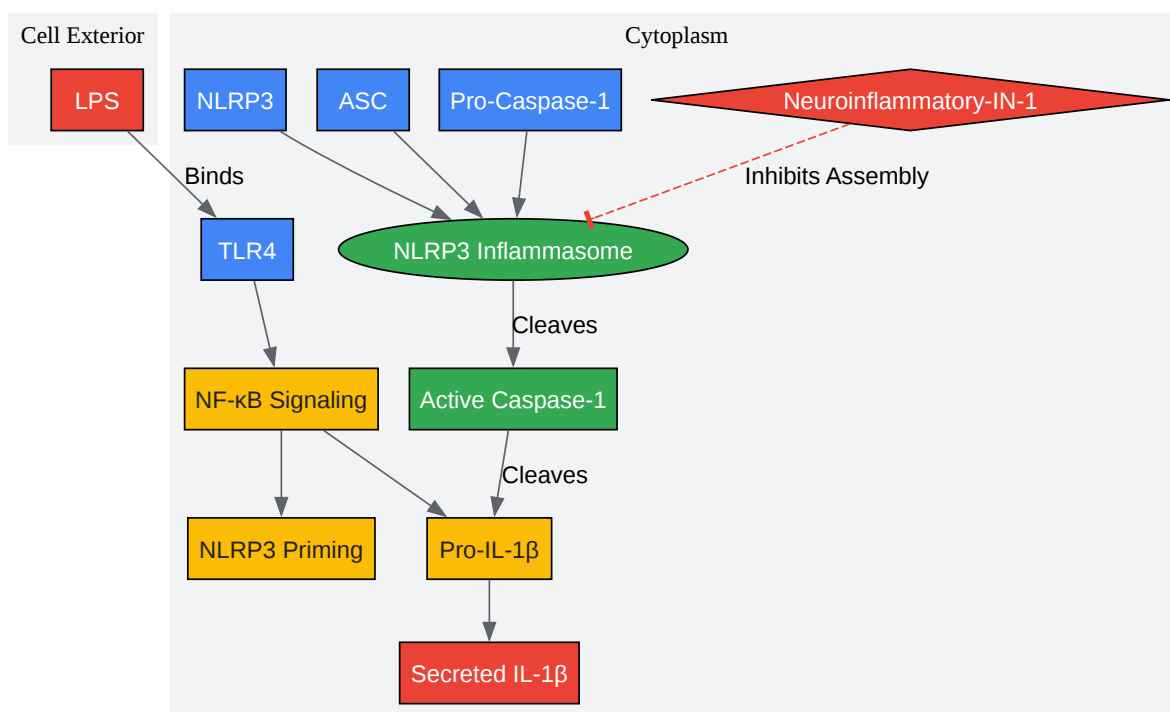 Cell Exterior
Cytoplasm
LPS
NLRP3
ASC
Pro-Caspase-1
Neuroinflammatory-IN-1
Binds
Inhibits Assembly
TLR4
NLRP3 Inflammasome
Cleaves
NF-κB Signaling
Active Caspase-1
Cleaves
NLRP3 Priming
Pro-IL-1β
Secreted IL-1β